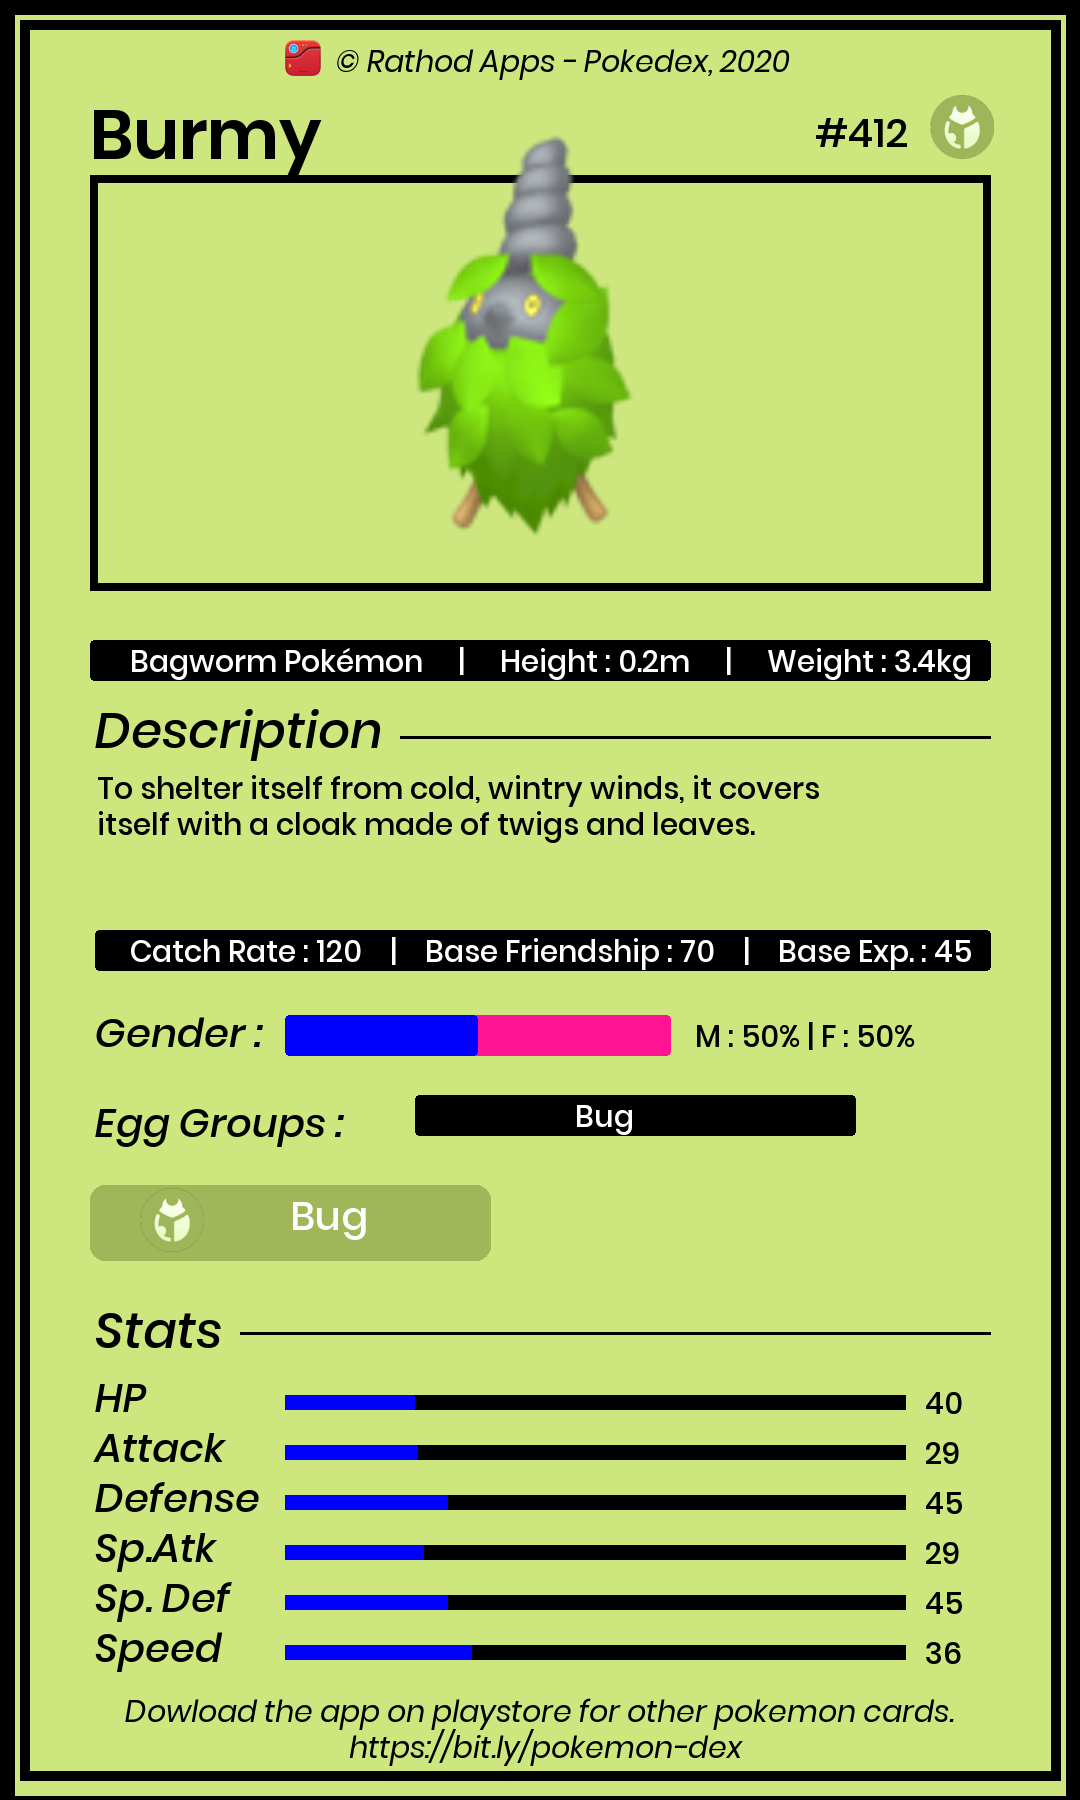 © Rathod Apps - Pokedex, 2020
Burmy #412
Bagworm Pokémon | Height : 0.2m | Weight : 3.4kg
Description
To shelter itself from cold, wintry winds, it covers
itself with a cloak made of twigs and leaves.
Catch Rate : 120 | Base Friendship : 70 | Base Exp. : 45
Gender : M : 50% | F : 50%
Egg Groups : Bug
Bug
Stats
HP 40
Attack 29
Defense 45
Sp.Atk 29
Sp. Def 45
Speed 36
Dowload the app on playstore for other pokemon cards.
https://bit.ly/pokemon-dex